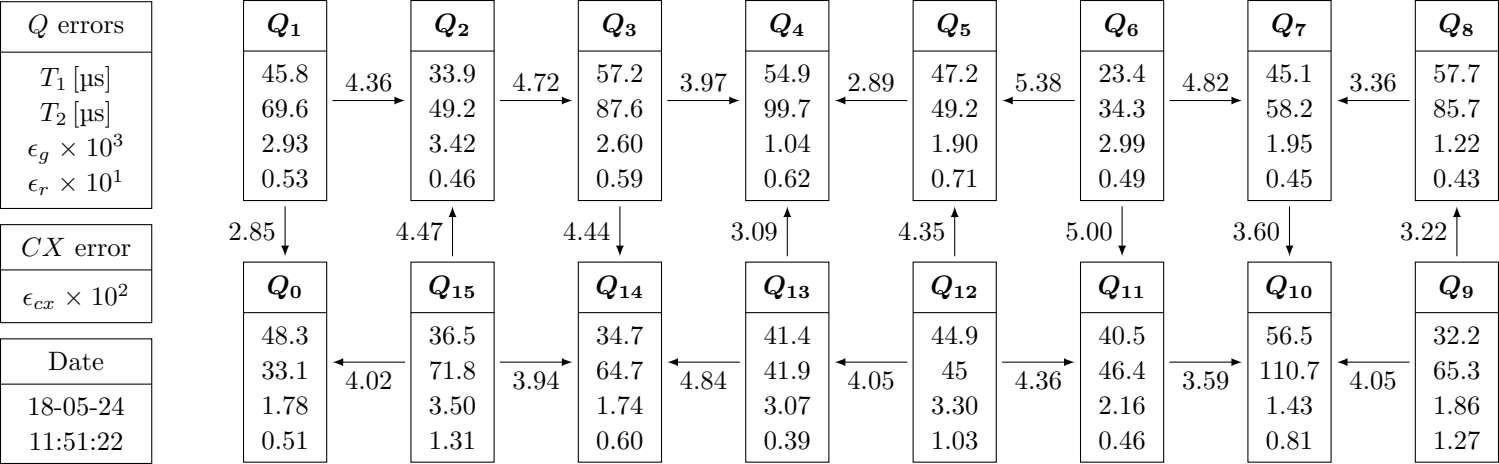 Q errors
T₁ [µs]
T₂ [µs]
ϵ_g × 10³
ϵ_r × 10¹
CX error
ϵ_cx × 10²
Date
18-05-24
11:51:22
Q₁ Q₂ Q₃ Q₄ Q₅ Q₆ Q₇ Q₈
45.8 33.9 57.2 54.9 47.2 23.4 45.1 57.7
4.36 4.72 3.97 2.89 5.38 4.82 3.36
69.6 49.2 87.6 99.7 49.2 34.3 58.2 85.7
2.93 3.42 2.60 1.04 1.90 2.99 1.95 1.22
0.53 0.46 0.59 0.62 0.71 0.49 0.45 0.43
2.85 4.47 4.44 3.09 4.35 5.00 3.60 3.22
Q₀ Q₁₅ Q₁₄ Q₁₃ Q₁₂ Q₁₁ Q₁₀ Q₉
48.3 36.5 34.7 41.4 44.9 40.5 56.5 32.2
33.1 71.8 64.7 41.9 45 46.4 110.7 65.3
4.02 3.94 4.84 4.05 4.36 3.59 4.05
1.78 3.50 1.74 3.07 3.30 2.16 1.43 1.86
0.51 1.31 0.60 0.39 1.03 0.46 0.81 1.27